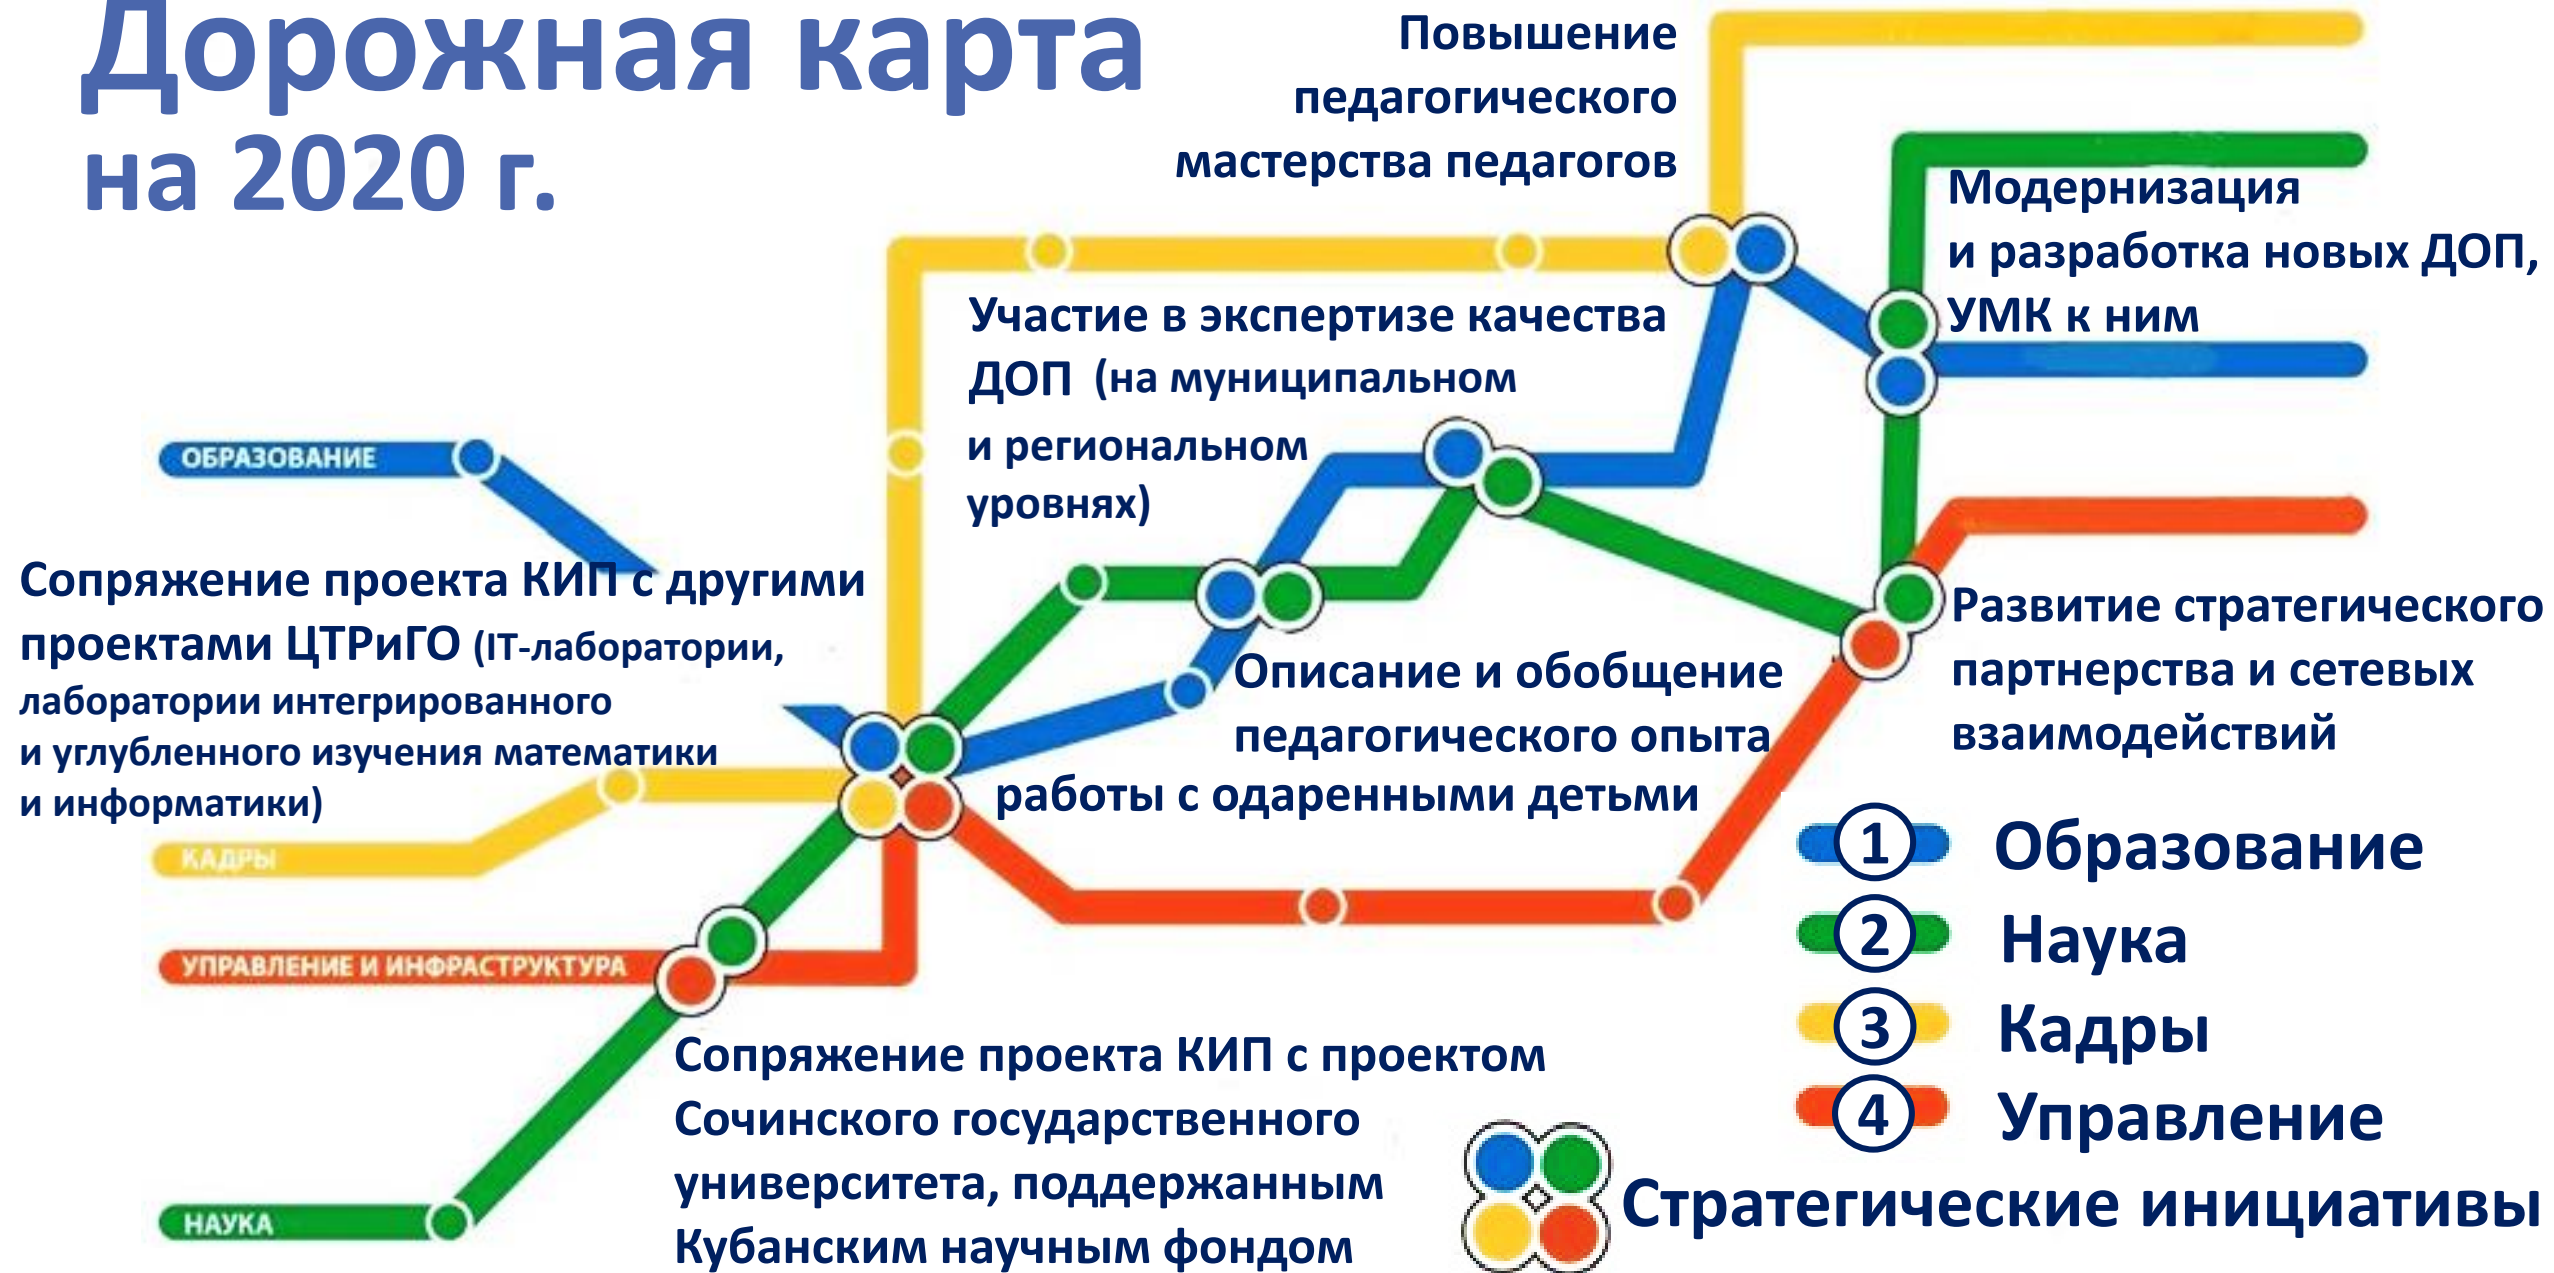 Дорожная карта
на 2020 г.
Повышение
педагогического
мастерства педагогов
Модернизация
и разработка новых ДОП,
УМК к ним
Участие в экспертизе качества
ДОП (на муниципальном
и региональном
уровнях)
ОБРАЗОВАНИЕ
Сопряжение проекта КИП с другими
проектами ЦТРиГО (IT-лаборатории,
лаборатории интегрированного
и углубленного изучения математики
и информатики)
Описание и обобщение
педагогического опыта
работы с одаренными детьми
Развитие стратегического
партнерства и сетевых
взаимодействий
КАДРЫ
УПРАВЛЕНИЕ И ИНФРАСТРУКТУРА
НАУКА
Сопряжение проекта КИП с проектом
Сочинского государственного
университета, поддержанным
Кубанским научным фондом
1 Образование
2 Наука
3 Кадры
4 Управление
Стратегические инициативы